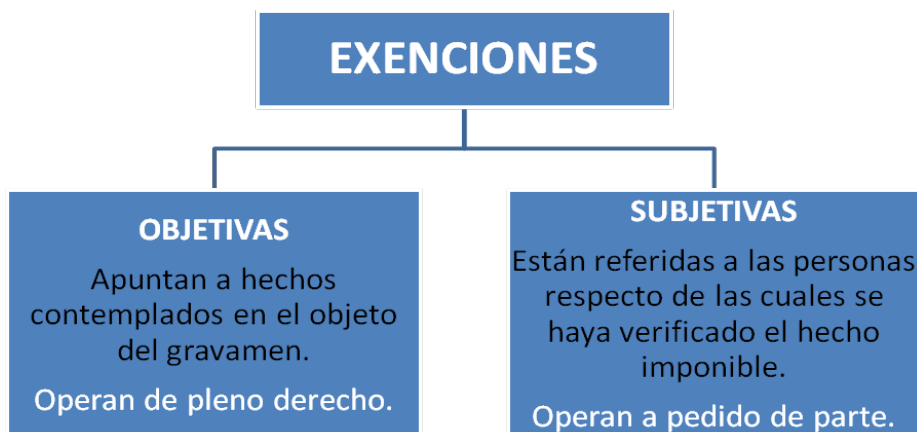 EXENCIONES
OBJETIVAS
Apuntan a hechos
contemplados en el objeto
del gravamen.
Operan de pleno derecho.
SUBJETIVAS
Están referidas a las personas
respecto de las cuales se
haya verificado el hecho
imponible.
Operan a pedido de parte.